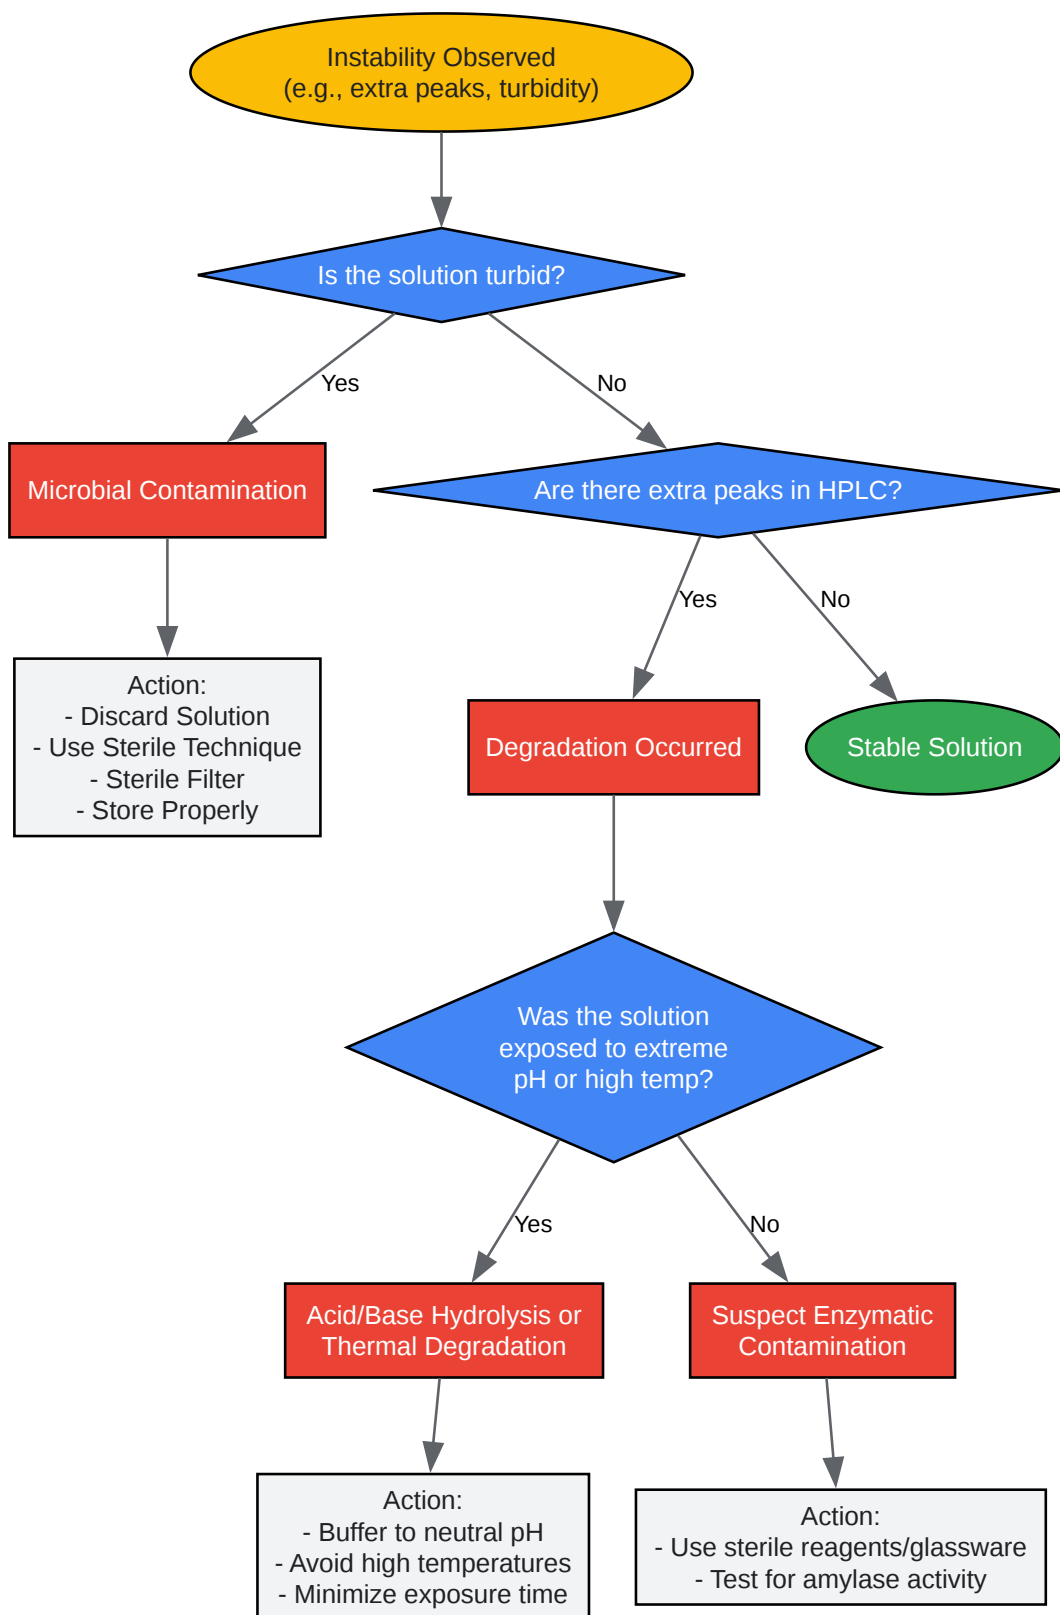 Instability Observed
(e.g., extra peaks, turbidity)
Is the solution turbid?
Yes
No
Microbial Contamination
Are there extra peaks in HPLC?
Yes
No
Action:
- Discard Solution
- Use Sterile Technique
- Sterile Filter
- Store Properly
Degradation Occurred
Stable Solution
Was the solution
exposed to extreme
pH or high temp?
Yes
No
Acid/Base Hydrolysis or
Thermal Degradation
Suspect Enzymatic
Contamination
Action:
- Buffer to neutral pH
- Avoid high temperatures
- Minimize exposure time
Action:
- Use sterile reagents/glassware
- Test for amylase activity